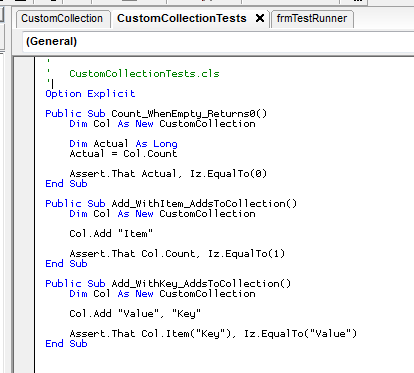 CustomCollection CustomCollectionTests × frmTestRunner
(General)
'
' CustomCollectionTests.cls
'
Option Explicit
Public Sub Count_WhenEmpty_Returns0()
Dim Col As New CustomCollection
Dim Actual As Long
Actual = Col.Count
Assert.That Actual, Iz.EqualTo(0)
End Sub
Public Sub Add_WithItem_AddsToCollection()
Dim Col As New CustomCollection
Col.Add "Item"
Assert.That Col.Count, Iz.EqualTo(1)
End Sub
Public Sub Add_WithKey_AddsToCollection()
Dim Col As New CustomCollection
Col.Add "Value", "Key"
Assert.That Col.Item("Key"), Iz.EqualTo("Value")
End Sub